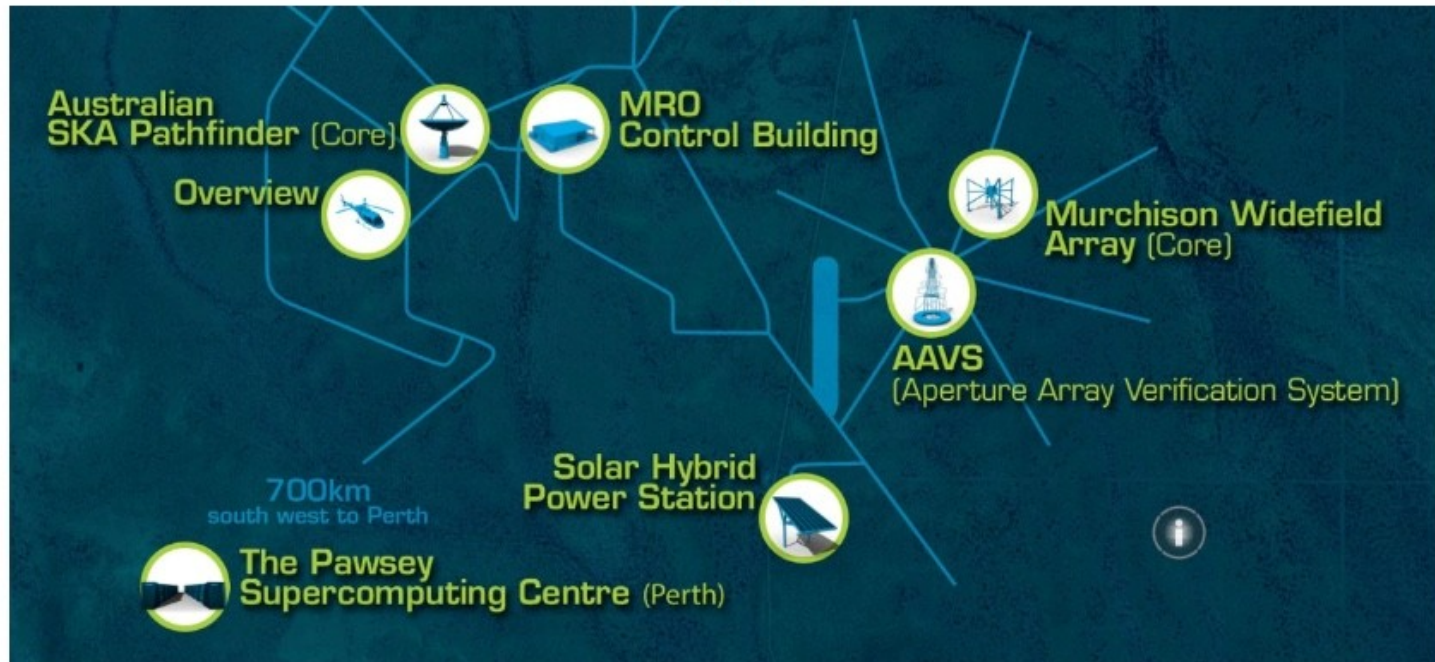 Australian
SKA Pathfinder (Core)
MRO
Control Building
Overview
Murchison Widefield
Array (Core)
AAVS
(Aperture Array Verification System)
Solar Hybrid
Power Station
700km
south west to Perth
i
The Pawsey
Supercomputing Centre (Perth)